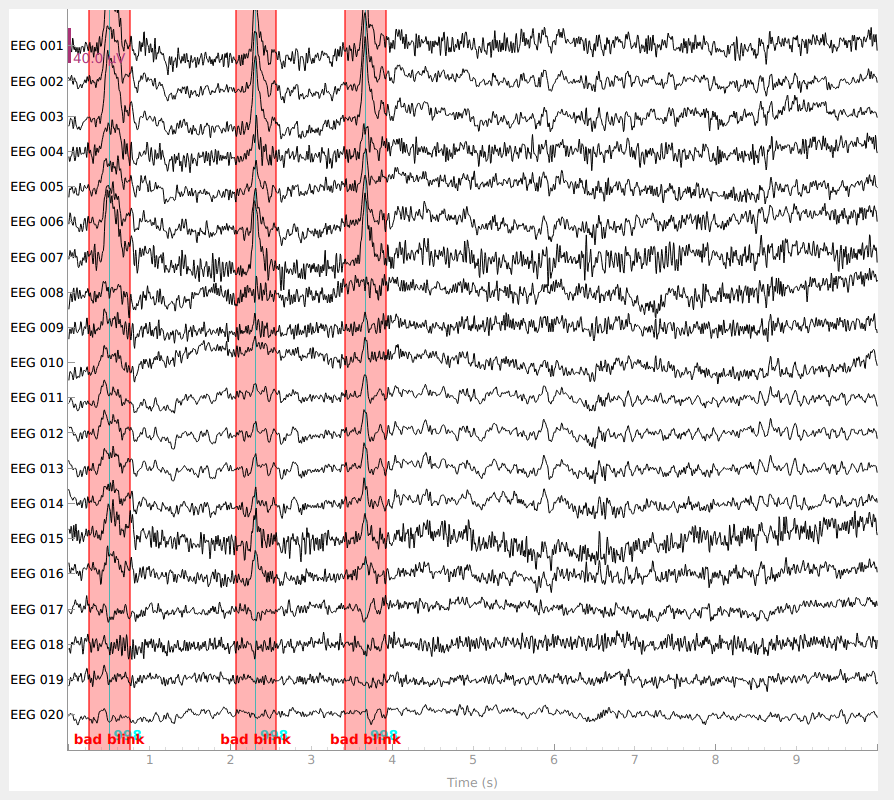 EEG 001
40.0 µV
EEG 002
EEG 003
EEG 004
EEG 005
EEG 006
EEG 007
EEG 008
EEG 009
EEG 010
EEG 011
EEG 012
EEG 013
EEG 014
EEG 015
EEG 016
EEG 017
EEG 018
EEG 019
EEG 020
998 998 998
bad blink bad blink bad blink
1 2 3 4 5 6 7 8 9
Time (s)